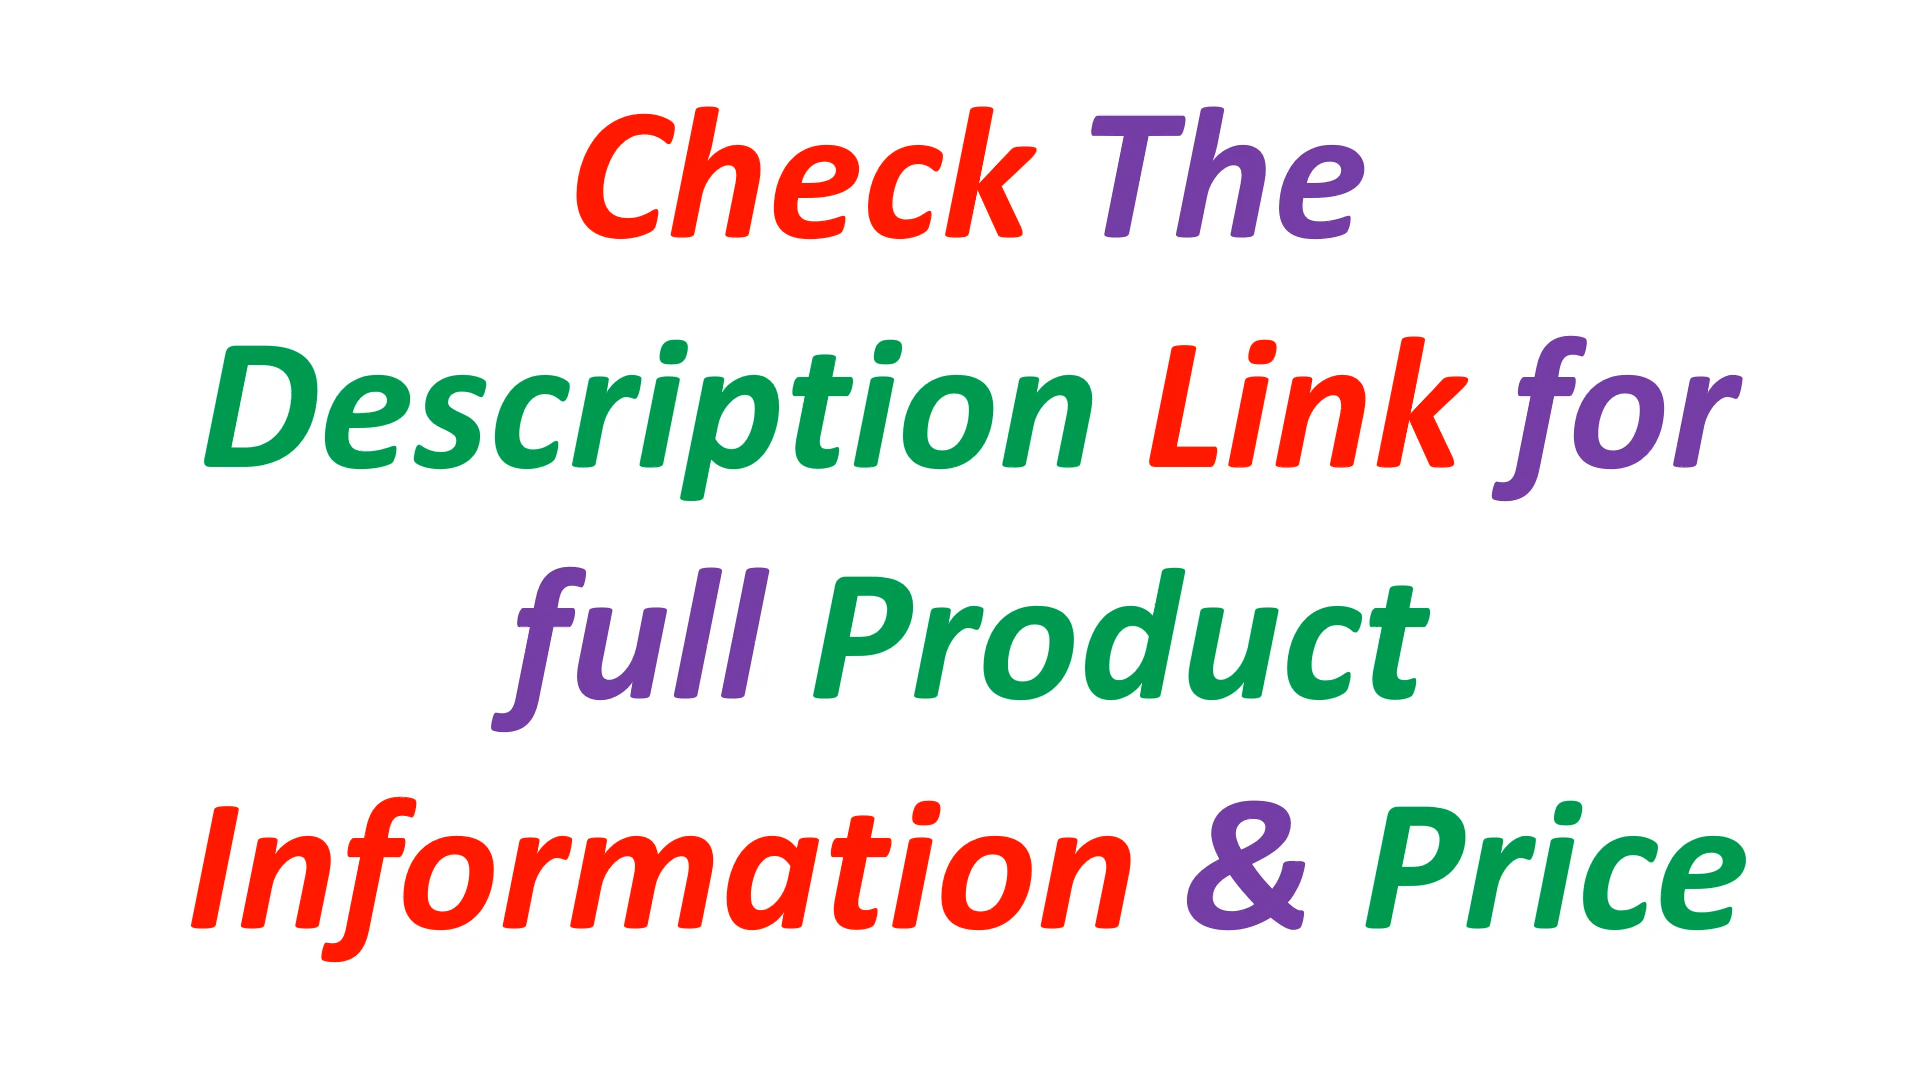 Check The
Description Link for
full Product
Information & Price